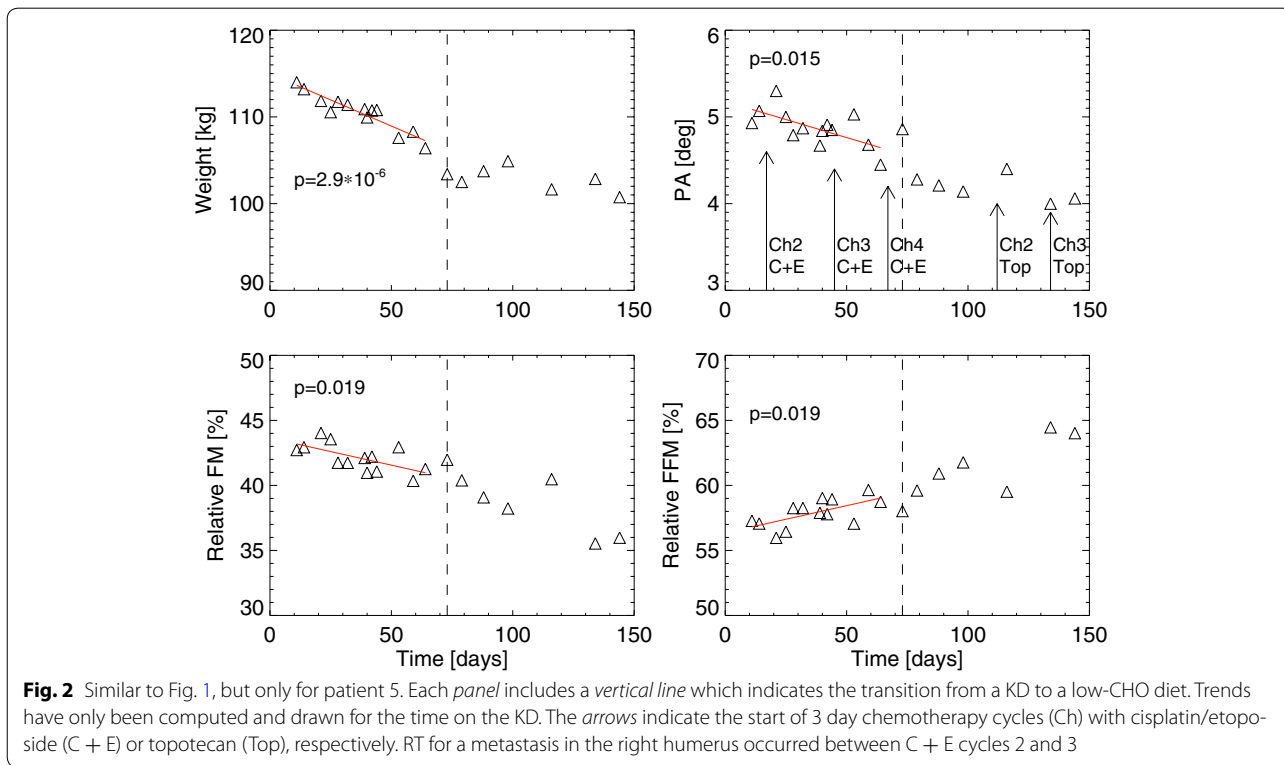 120
110
100
90
Weight [kg]
p=2.9*10-6
0
50
100
150
6
5
4
3
PA [deg]
p=0.015
Ch2
C+E
Ch3
C+E
Ch4
C+E
Ch2
Top
Ch3
Top
0
50
100
150
50
45
40
35
30
Relative FM [%]
p=0.019
0
50
100
150
Time [days]
70
65
60
55
50
Relative FFM [%]
p=0.019
0
50
100
150
Time [days]
Fig. 2 Similar to Fig. 1, but only for patient 5. Each panel includes a vertical line which indicates the transition from a KD to a low-CHO diet. Trends
have only been computed and drawn for the time on the KD. The arrows indicate the start of 3 day chemotherapy cycles (Ch) with cisplatin/etopo-
side (C + E) or topotecan (Top), respectively. RT for a metastasis in the right humerus occurred between C + E cycles 2 and 3